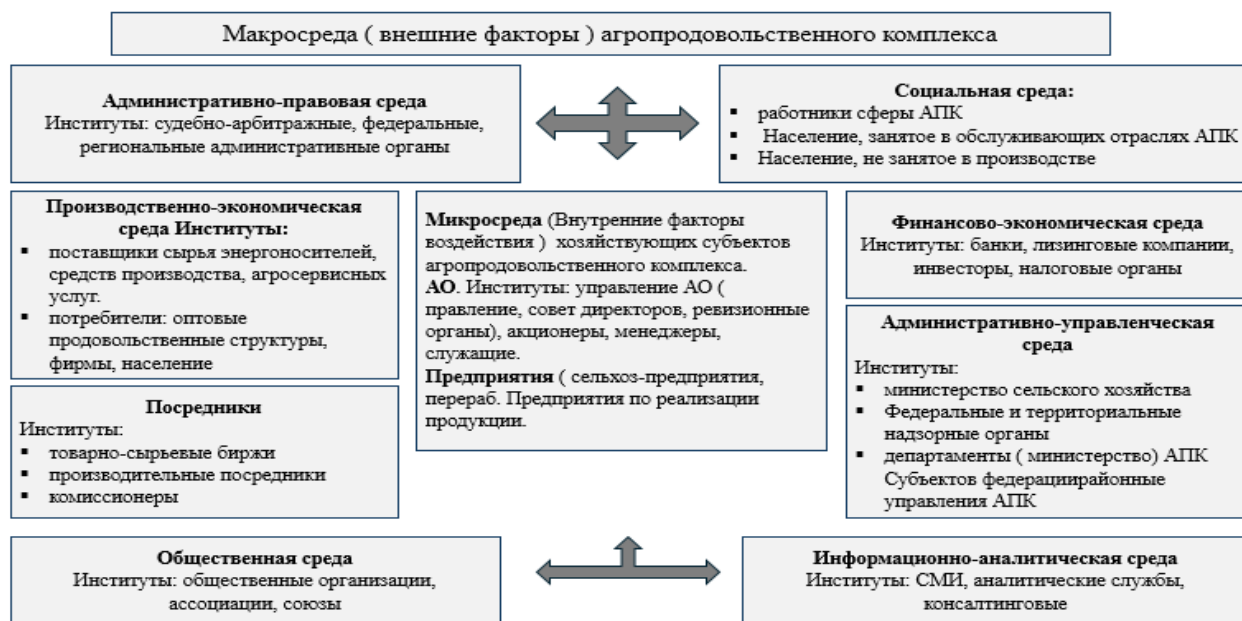 Макросреда ( внешние факторы ) агропродовольственного комплекса
Административно-правовая среда
Институты: судебно-арбитражные, федеральные,
региональные административные органы
Социальная среда:
▪ работники сферы АПК
▪ Население, занятое в обслуживающих отраслях АПК
▪ Население, не занятое в производстве
Производственно-экономическая
среда Институты:
▪ поставщики сырья энергоносителей,
средств производства, агросервисных
услуг.
▪ потребители: оптовые
продовольственные структуры,
фирмы, население
Микросреда (Внутренние факторы
воздействия ) хозяйствующих субъектов
агропродовольственного комплекса.
АО. Институты: управление АО (
правление, совет директоров, ревизионные
органы), акционеры, менеджеры,
служащие.
Предприятия ( сельхоз-предприятия,
перераб. Предприятия по реализации
продукции.
Финансово-экономическая среда
Институты: банки, лизинговые компании,
инвесторы, налоговые органы
Административно-управленческая
среда
Институты:
▪ министерство сельского хозяйства
▪ Федеральные и территориальные
надзорные органы
▪ департаменты ( министерство) АПК
Субъектов федерациирайонные
управления АПК
Посредники
Институты:
▪ товарно-сырьевые биржи
▪ производительные посредники
▪ комиссионеры
Общественная среда
Институты: общественные организации,
ассоциации, союзы
Информационно-аналитическая среда
Институты: СМИ, аналитические службы,
консалтинговые